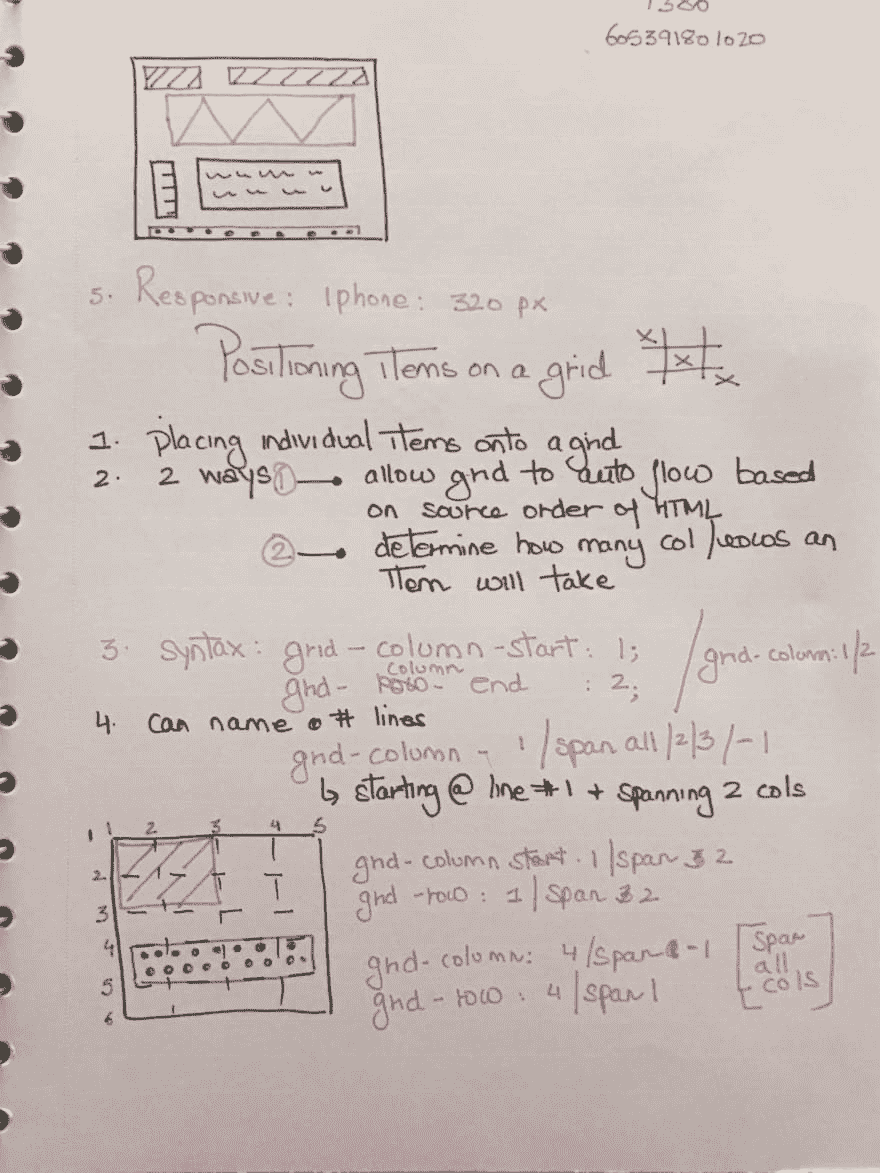 1380
605391801020
5. Responsive: Iphone: 320 px
Positioning items on a grid
1. placing individual items onto a grid
2. 2 ways ① allow grid to auto flow based
on source order of HTML
② determine how many col/rows an
Item will take
3. syntax: grid-column-start: 1; / grid-column: 1/2
grid-column-end : 2;
4. can name # lines
grid-column - 1/span all/2/3/-1
↳ starting @ line #1 + spanning 2 cols
1 1 2 3 4 5
2
3
4
5
6
grid-column start. 1/span 2
grid-row: 1/span 2
grid-column: 4/span -1
grid-row: 4/span 1
[span
all
cols]